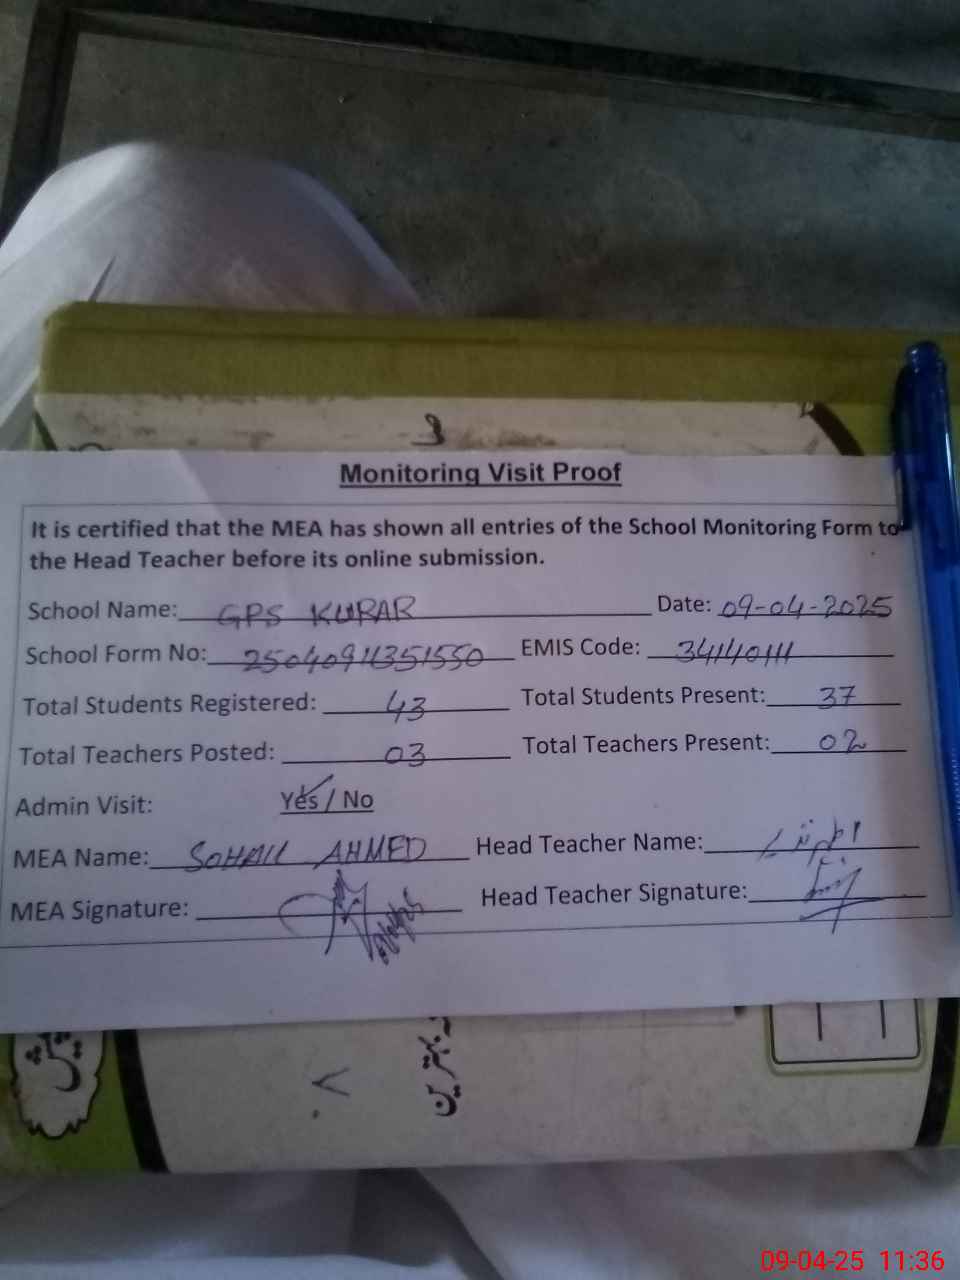 Monitoring Visit Proof
It is certified that the MEA has shown all entries of the School Monitoring Form to
the Head Teacher before its online submission.
School Name: GPS KURAR Date: 09-04-2025
School Form No: EMIS Code: 34140111
Total Students Registered: 43 Total Students Present: 37
Total Teachers Posted: 03 Total Teachers Present: 02
Admin Visit: Yes / No
MEA Name: SOHAIL AHMED Head Teacher Name:
MEA Signature: Head Teacher Signature:
09-04-25 11:36